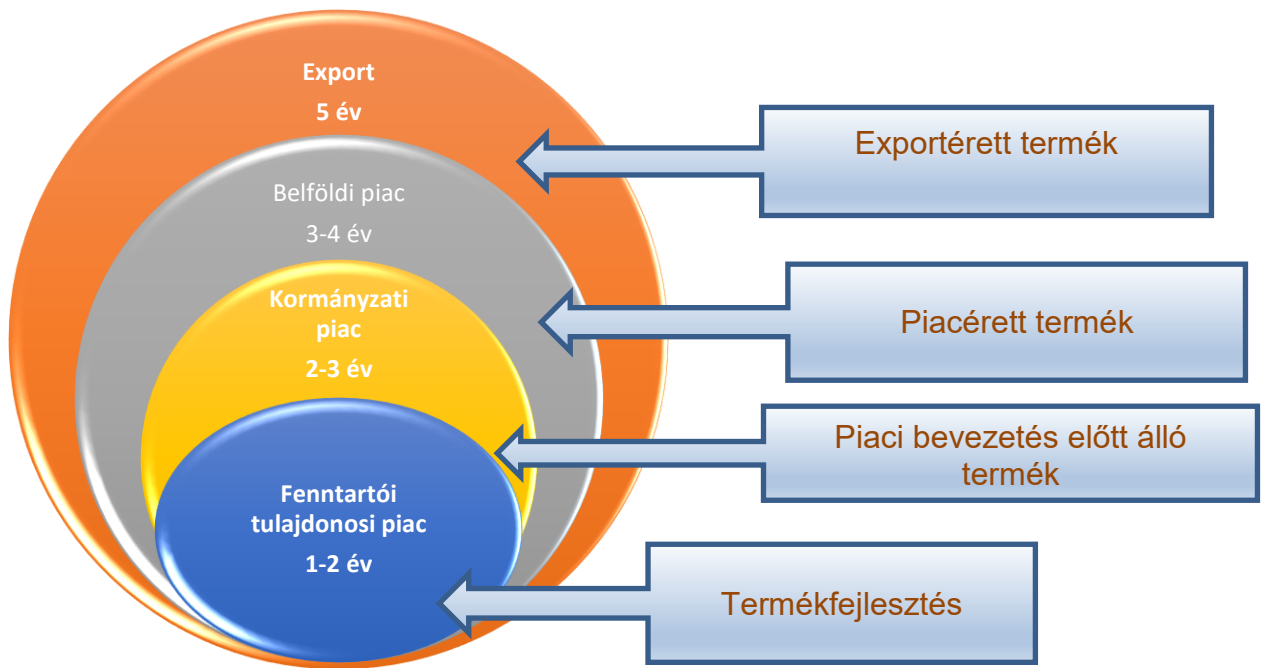 Export
5 év
Exportérett termék
Belföldi piac
3-4 év
Kormányzati
piac
2-3 év
Piacérett termék
Piaci bevezetés előtt álló
termék
Fenntartói
tulajdonosi piac
1-2 év
Termékfejlesztés